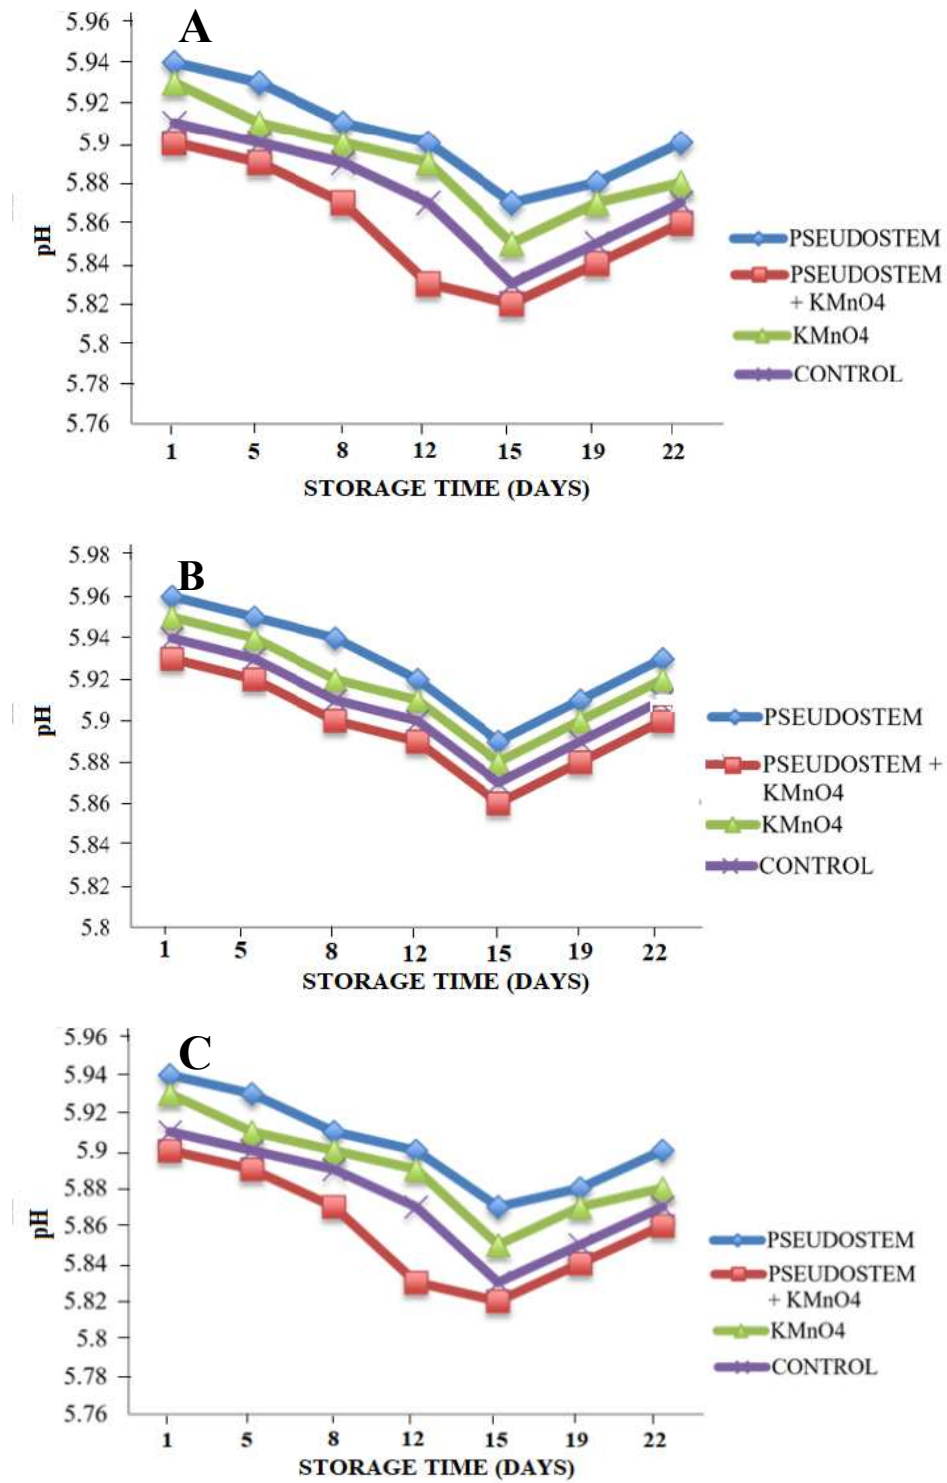 A
5.96
5.94
5.92
5.9
5.88
5.86
5.84
5.82
5.8
5.78
5.76
pH
1 5 8 12 15 19 22
STORAGE TIME (DAYS)
PSEUDOSTEM
PSEUDOSTEM
+ KMnO4
KMnO4
CONTROL
B
5.98
5.96
5.94
5.92
5.9
5.88
5.86
5.84
5.82
5.8
pH
1 5 8 12 15 19 22
STORAGE TIME (DAYS)
PSEUDOSTEM
PSEUDOSTEM +
KMnO4
KMnO4
CONTROL
C
5.96
5.94
5.92
5.9
5.88
5.86
5.84
5.82
5.8
5.78
5.76
pH
1 5 8 12 15 19 22
STORAGE TIME (DAYS)
PSEUDOSTEM
PSEUDOSTEM
+ KMnO4
KMnO4
CONTROL